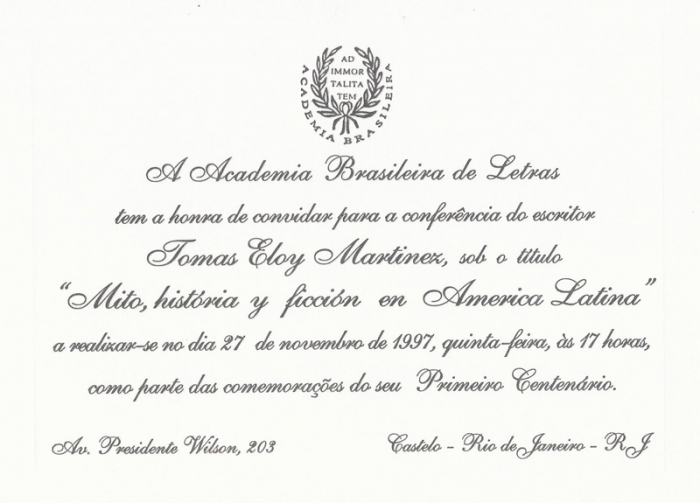 AD
IMMOR
TALITA
TEM
ACADEMIA BRASILEIRA
A Academia Brasileira de Letras
tem a honra de convidar para a conferência do escritor
Tomas Eloy Martinez, sob o título
“Mito, história y ficción en America Latina”
a realizar-se no dia 27 de novembro de 1997, quinta-feira, às 17 horas,
como parte das comemorações do seu Primeiro Centenário.
Av. Presidente Wilson, 203
Castelo - Rio de Janeiro - RJ